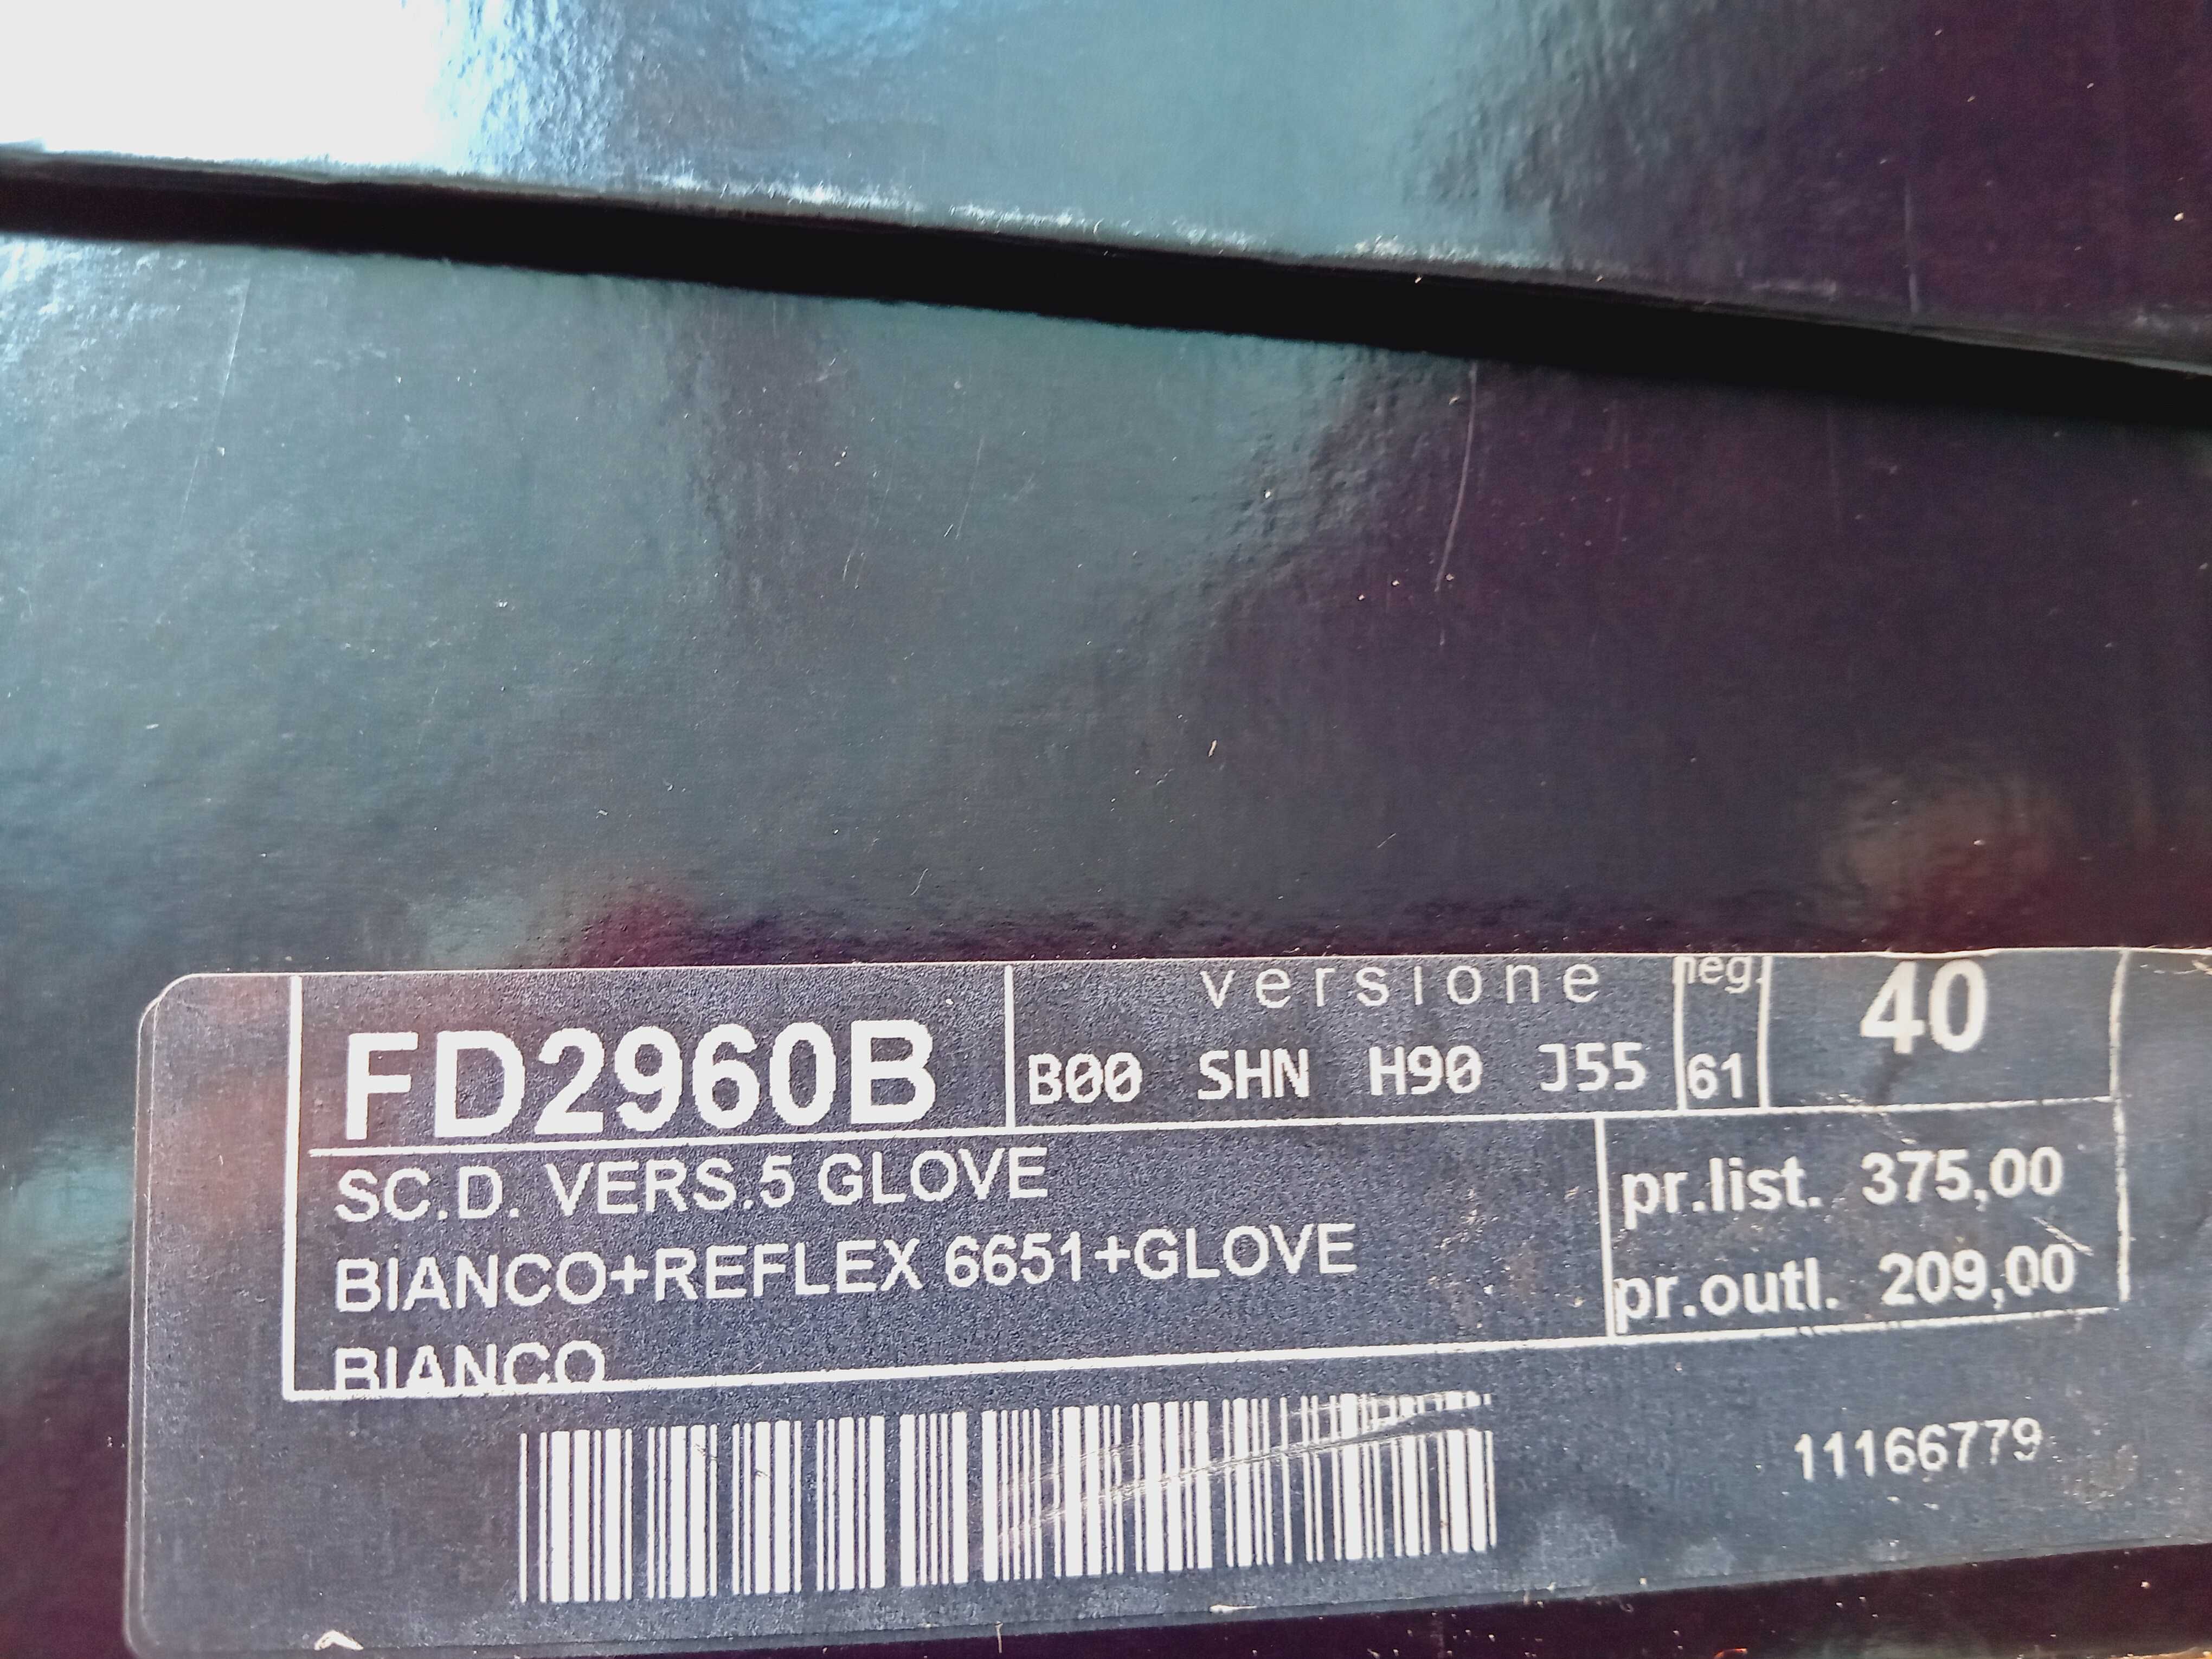 FD2960B
versione
B00 SHN H90 J55
neg.
61
40
SC.D. VERS.5 GLOVE
BIANCO+REFLEX 6651+GLOVE
BIANCO
pr.list. 375,00
pr.outl. 209,00
11166779